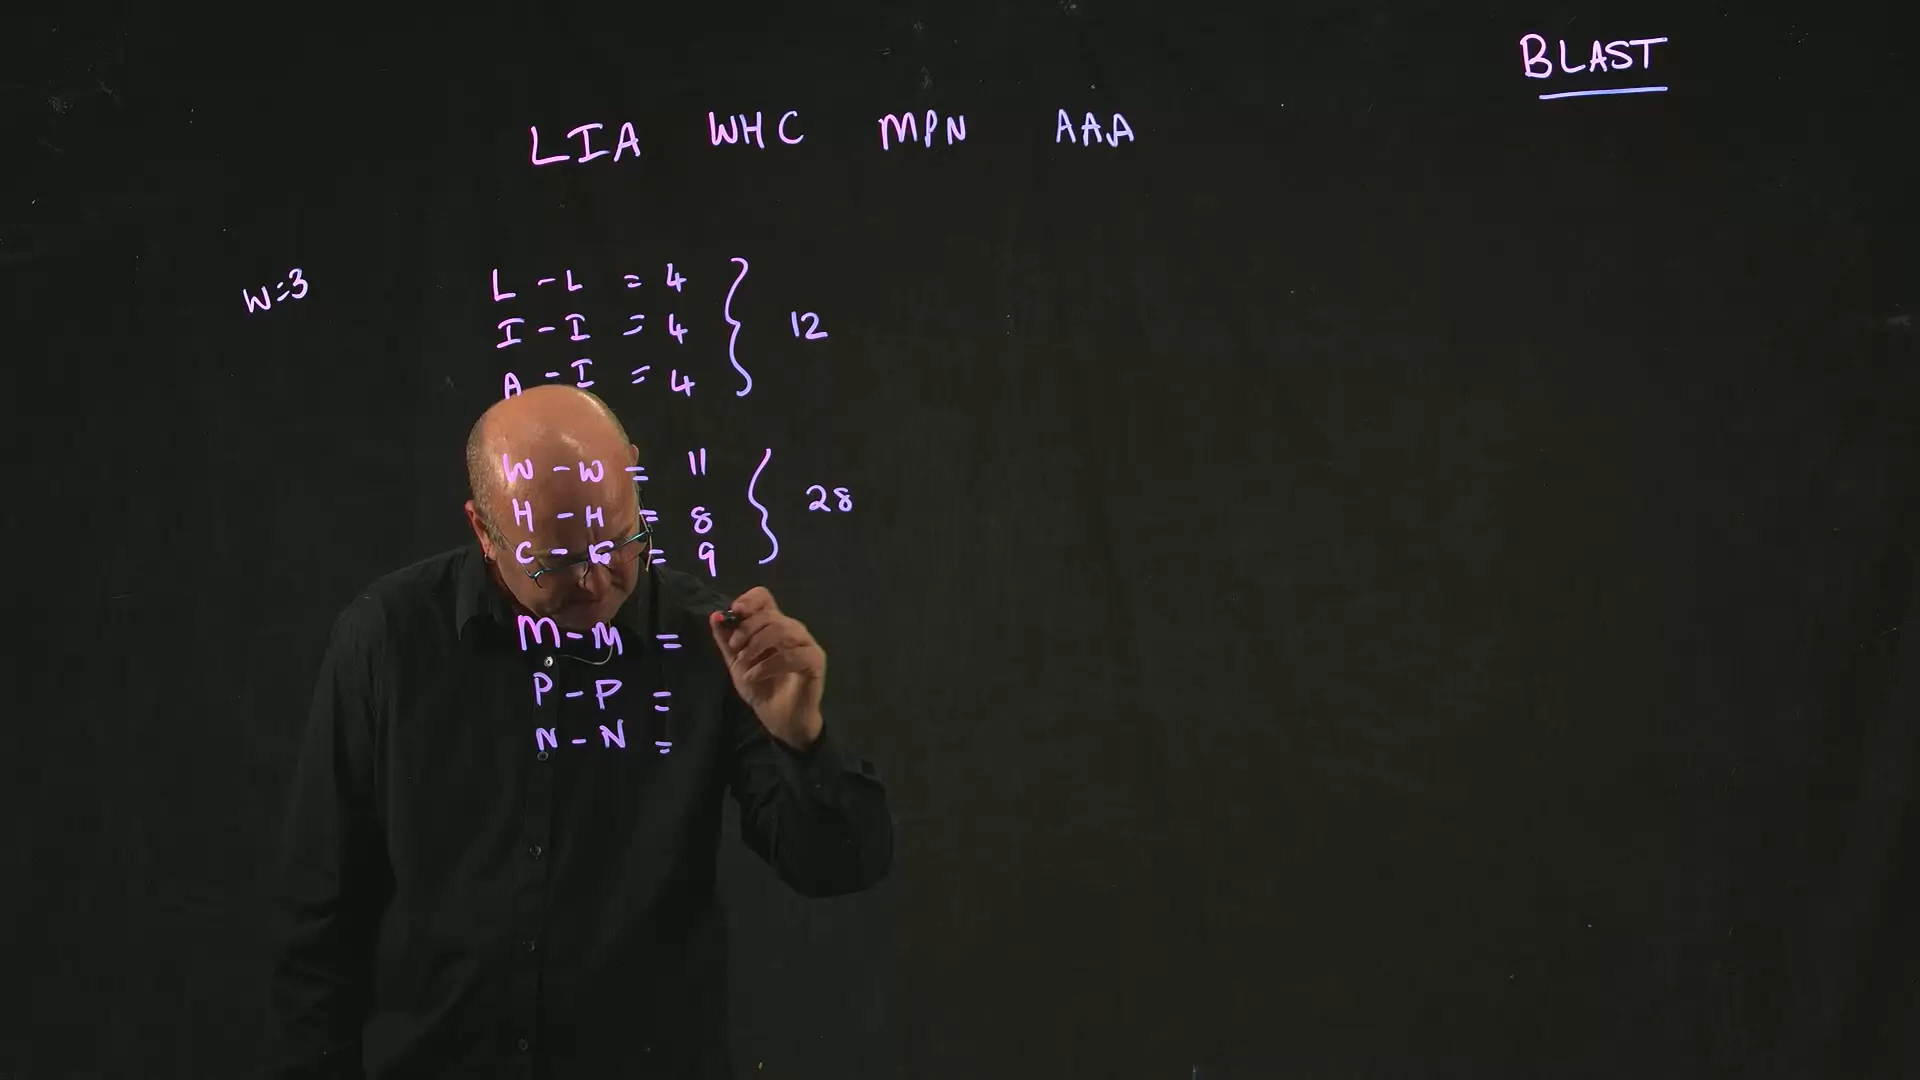 BLAST
LIA WHC MPN AAA
W=3
L - L = 4
I - I = 4
A - I = 4
12
W - W = 11
H - H = 8
C - = 9
28
M - M =
P - P =
N - N =